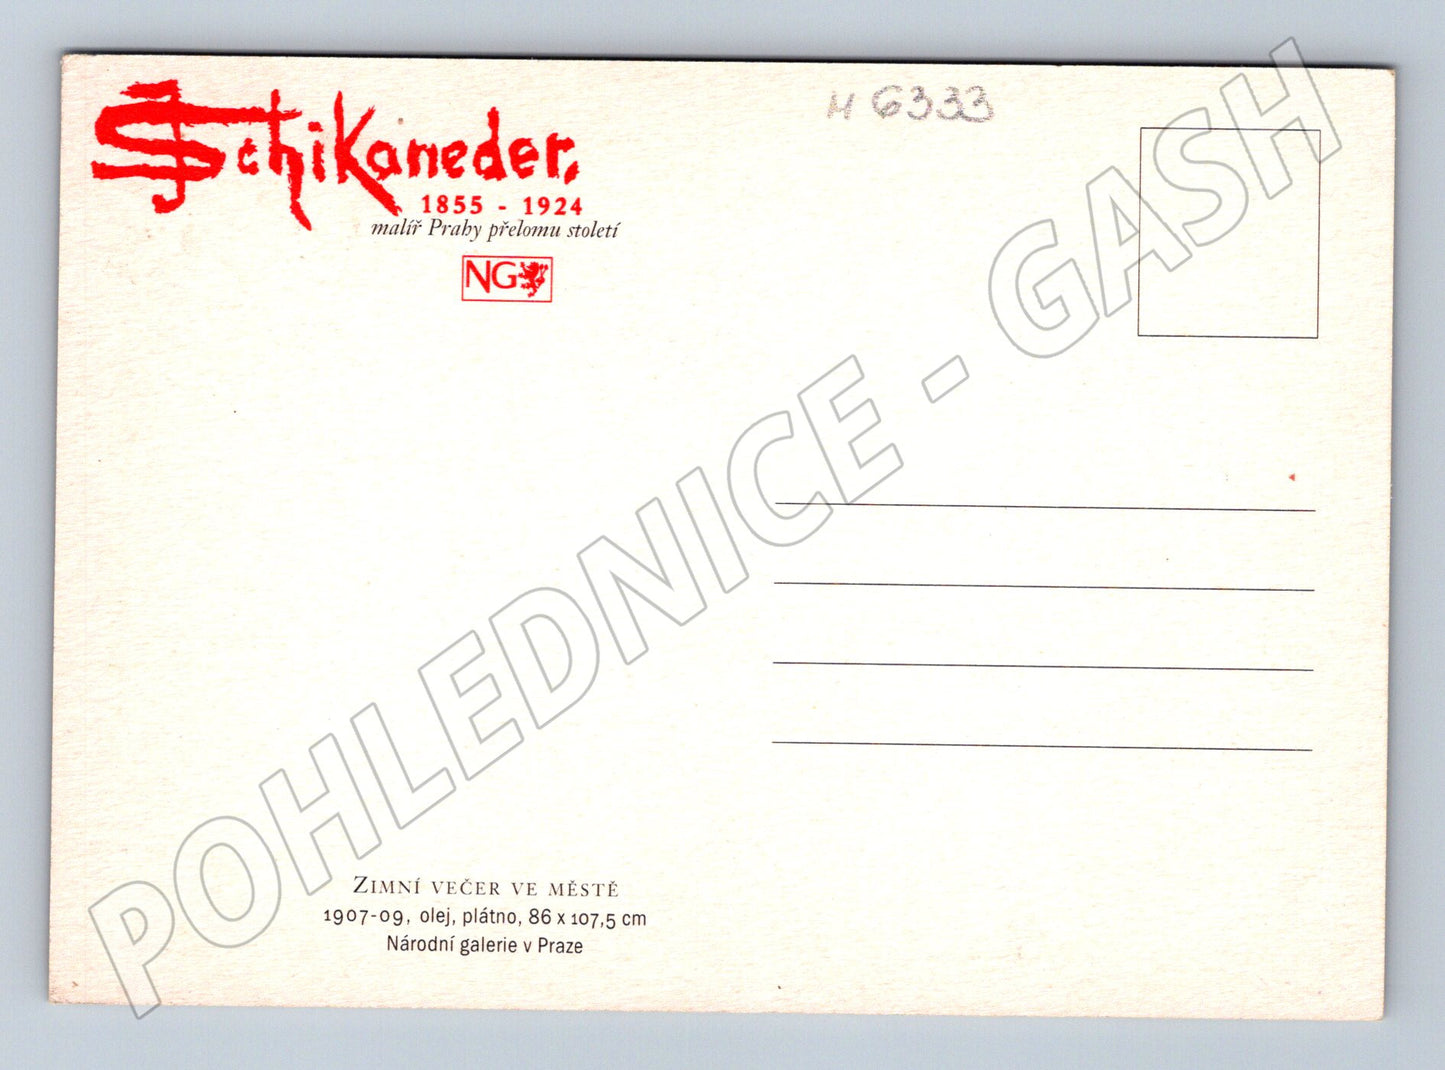 Schikaneder,
1855 - 1924
malíř Prahy přelomu století
NG
H 6333
POHLEDNICE - GASH
ZIMNÍ VEČER VE MĚSTĚ
1907-09, olej, plátno, 86 x 107,5 cm
Národní galerie v Praze